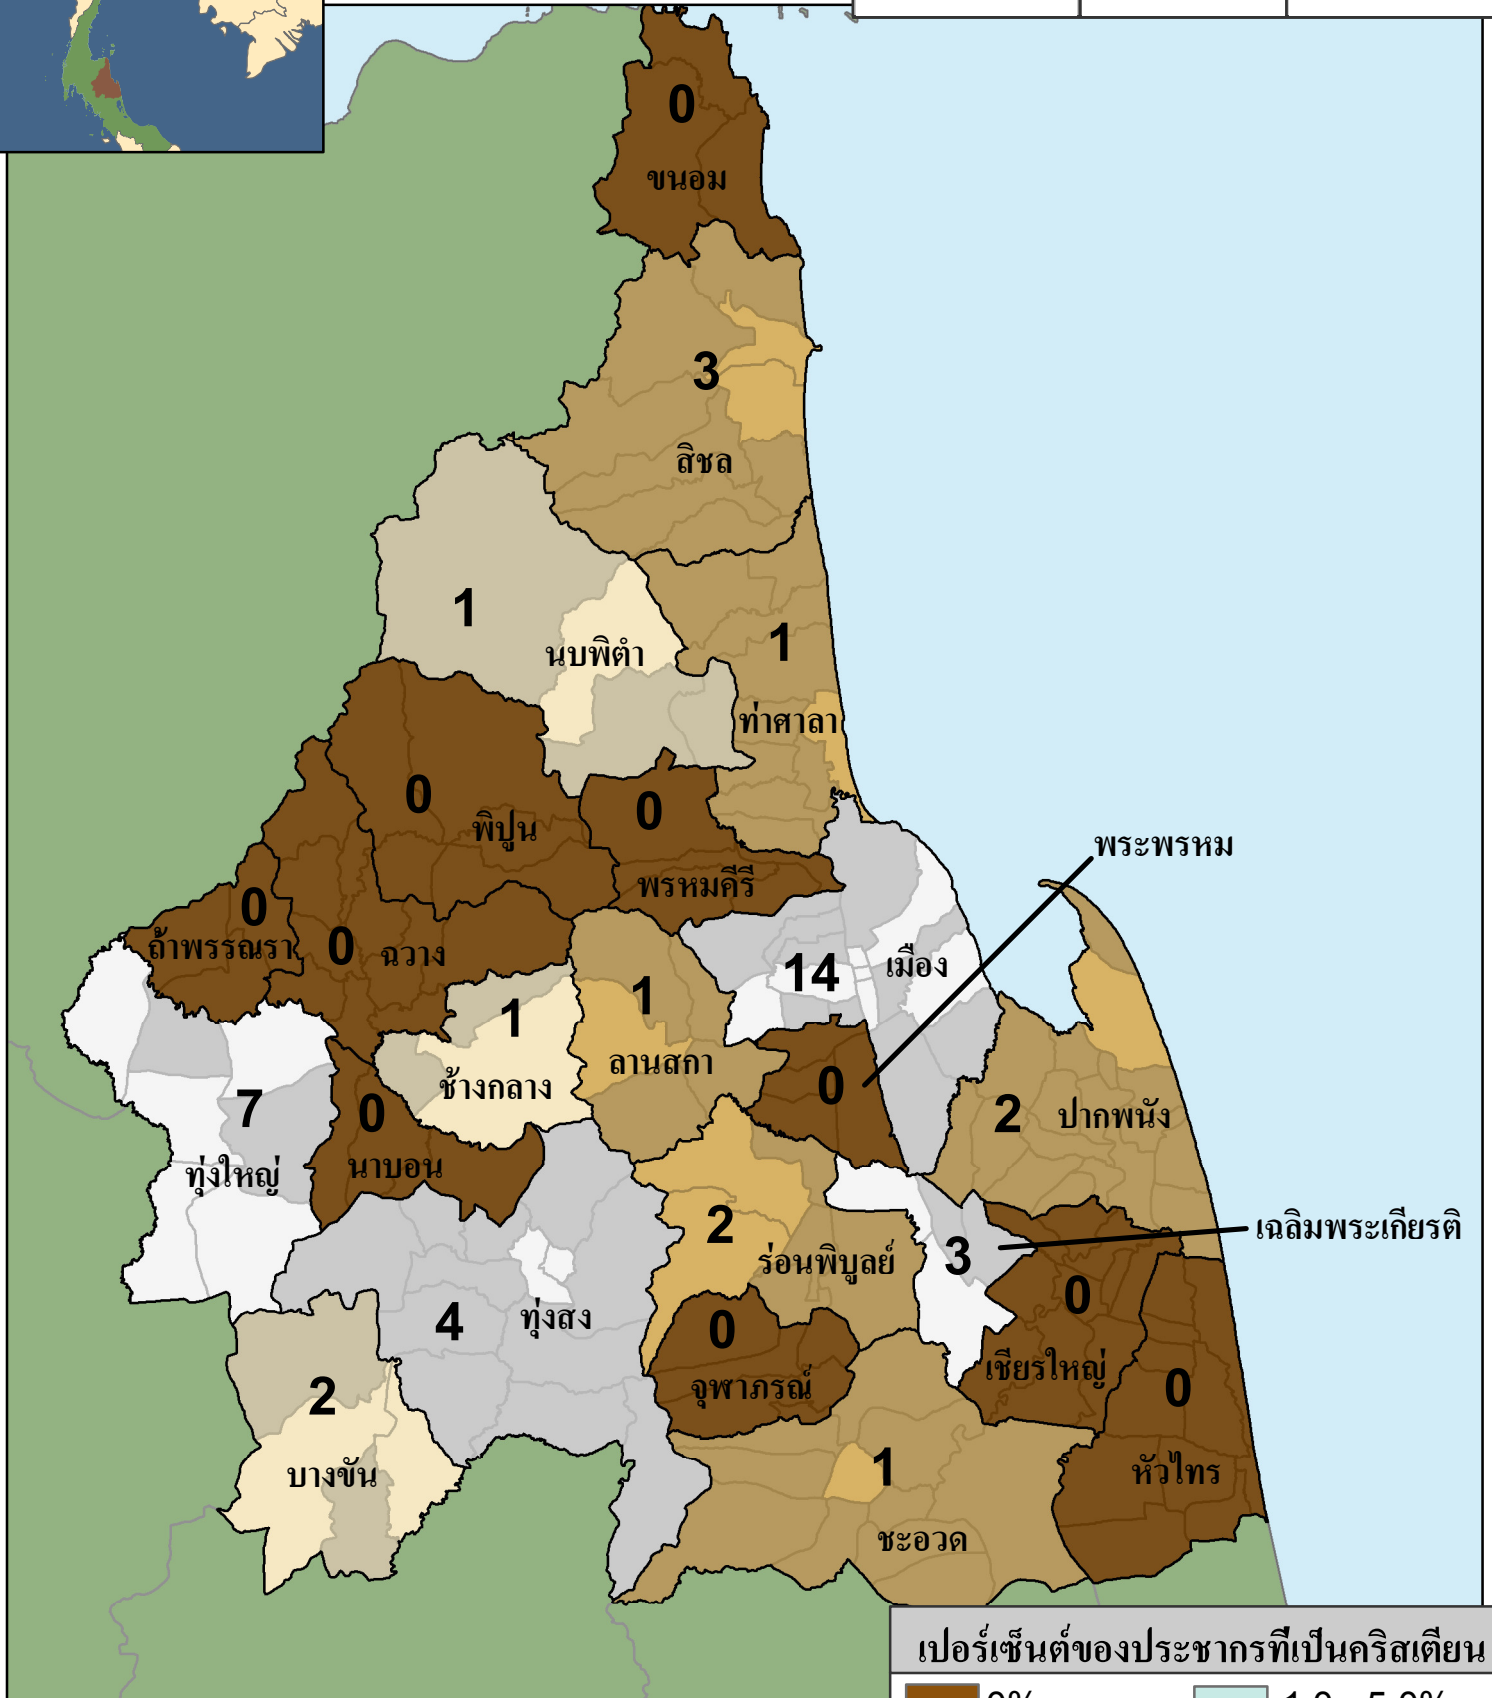 0
ขนอม
3
สิชล
1
นบพิตำ
1
ท่าศาลา
0
พิปูน
0
พรหมคีรี
พระพรหม
0
ถ้ำพรรณรา
0
ฉวาง
14
เมือง
1
ลานสกา
1
ช้างกลาง
0
7
ทุ่งใหญ่
0
นาบอน
2
ปากพนัง
2
ร่อนพิบูลย์
3
เฉลิมพระเกียรติ
0
เชียรใหญ่
4
ทุ่งสง
0
จุฬาภรณ์
2
บางขัน
0
หัวไทร
1
ชะอวด
เปอร์เซ็นต์ของประชากรที่เป็นคริสเตียน
0%